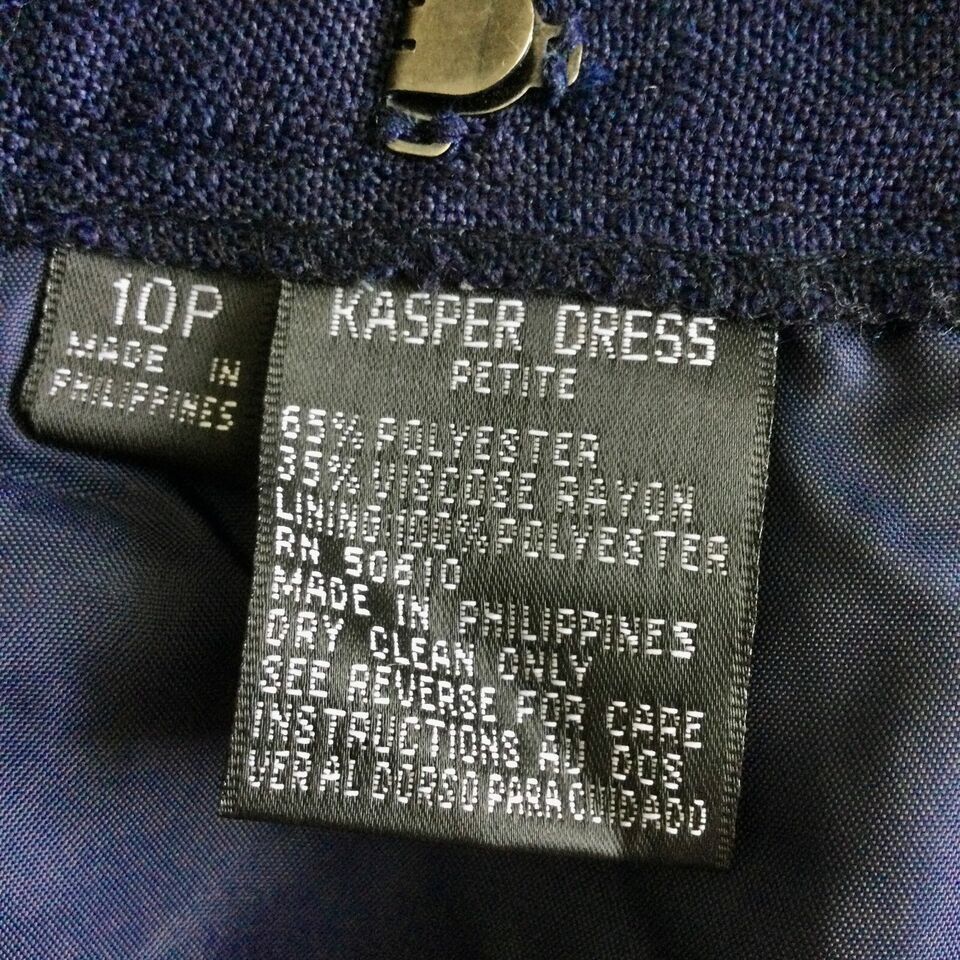 10P
MADE IN
PHILIPPINES
KASPER DRESS
PETITE
65% POLYESTER
35% VISCOSE RAYON
LINING 100% POLYESTER
RN 50610
MADE IN PHILIPPINES
DRY CLEAN ONLY
SEE REVERSE FOR CARE
INSTRUCTIONS AU DOS
VER AL DORSO PARA CUIDADO